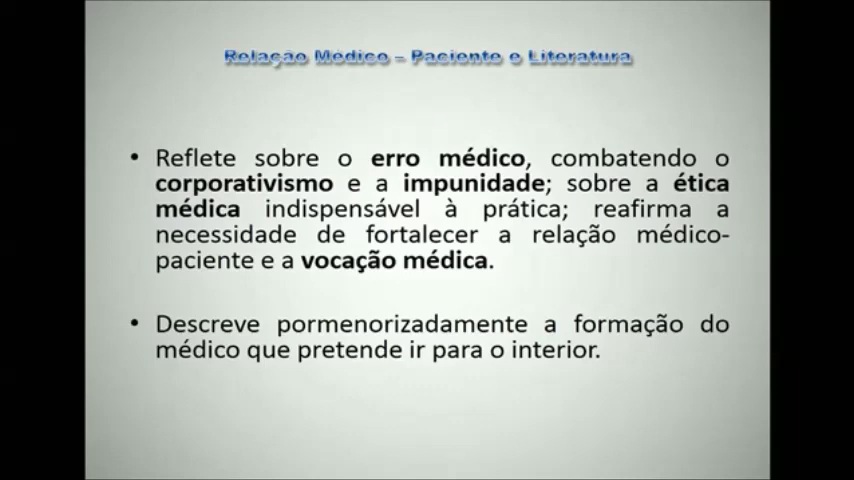 Relação Médico – Paciente e Literatura
• Reflete sobre o erro médico, combatendo o
corporativismo e a impunidade; sobre a ética
médica indispensável à prática; reafirma a
necessidade de fortalecer a relação médico-
paciente e a vocação médica.
• Descreve pormenorizadamente a formação do
médico que pretende ir para o interior.